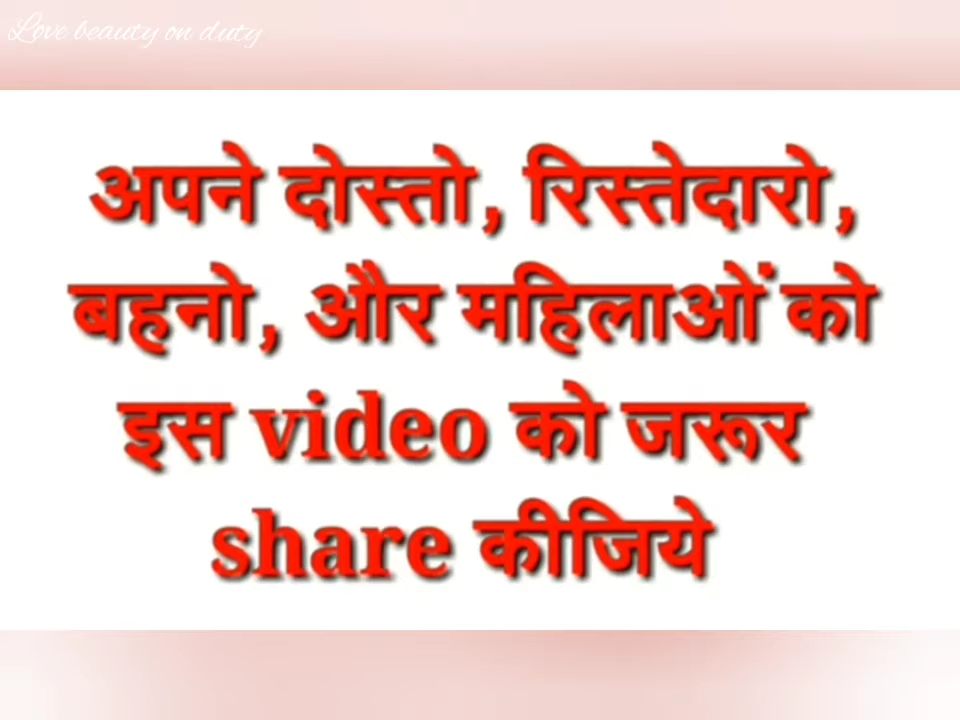 Love beauty on duty
अपने दोस्तो, रिस्तेदारो,
बहनो, और महिलाओं को
इस video को जरूर
share कीजिये